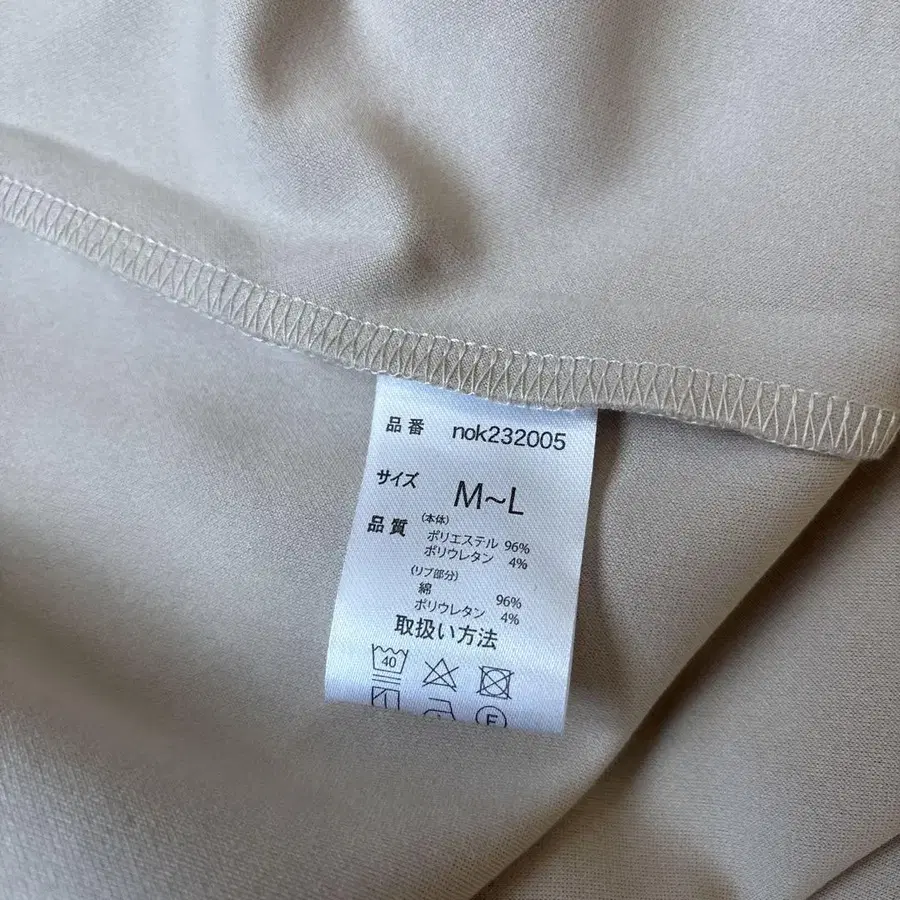 品番 nok232005
サイズ M~L
品質 (本体)
ポリエステル 96%
ポリウレタン 4%
(リブ部分)
綿 96%
ポリウレタン 4%
取扱い方法
40
F